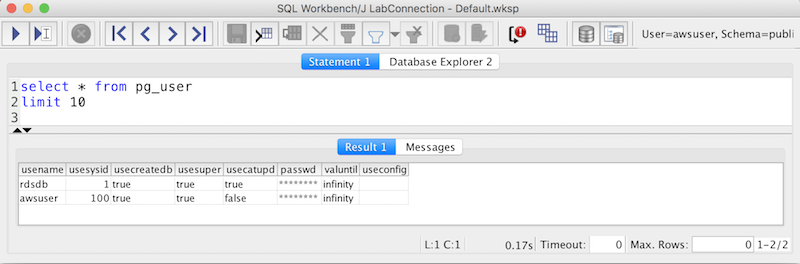 SQL Workbench/J LabConnection - Default.wksp
User=awsuser, Schema=publi
Statement 1 Database Explorer 2
1 select * from pg_user
2 limit 10
3
Result 1 Messages
usename usesysid usecreatedb usesuper usecatupd passwd valuntil useconfig
rdsdb 1 true true true ******** infinity
awsuser 100 true true false ******** infinity
L:1 C:1 0.17s Timeout: 0 Max. Rows: 0 1-2/2